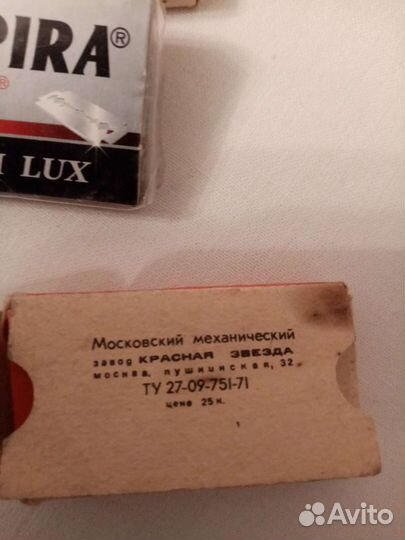 PIRA®
®
LUX
Московский механический
завод КРАСНАЯ ЗВЕЗДА
москва, пушкинская, 32
ТУ 27-09-751-71
цена 25 к.
Avito